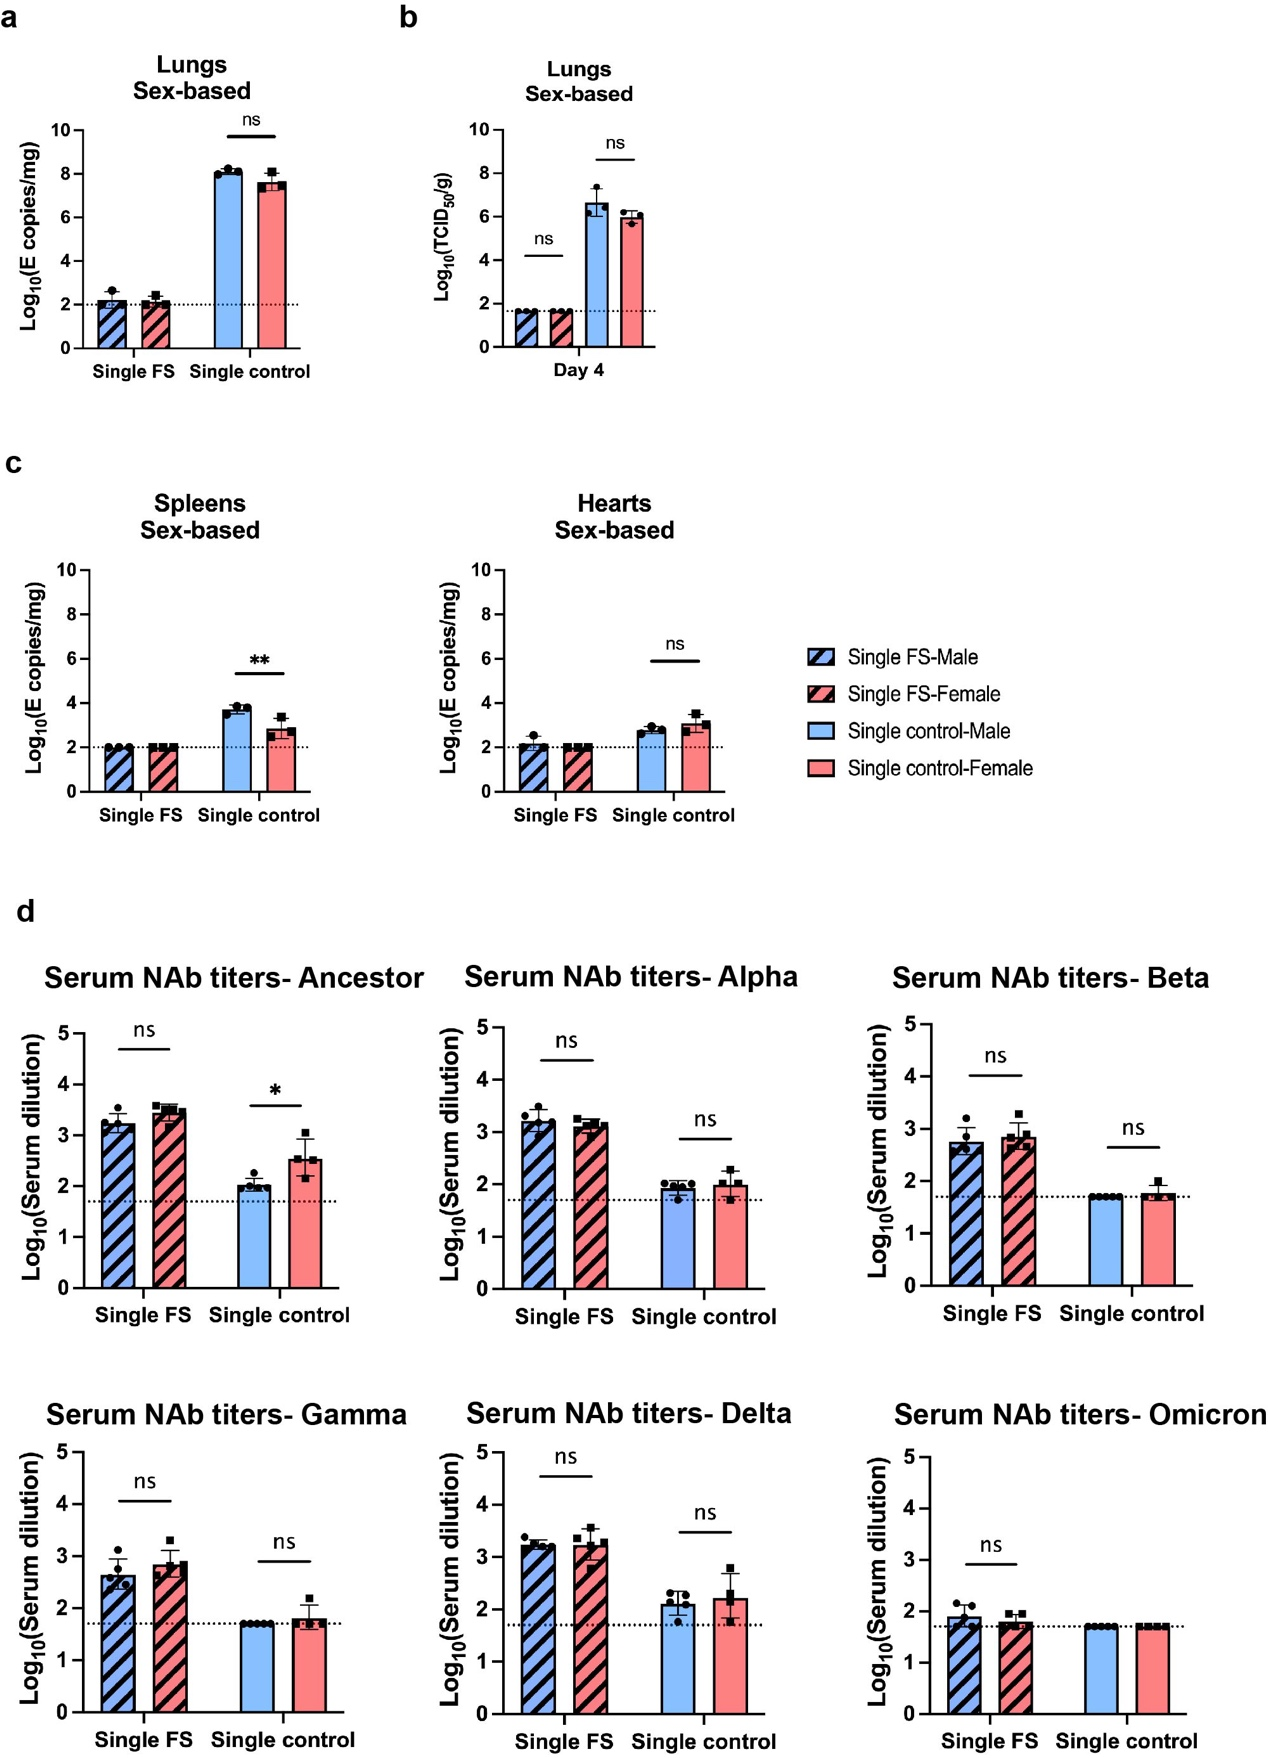 a
Lungs
Sex-based
Log10(E copies/mg)
10
8
6
4
2
0
ns
Single FS
Single control
b
Lungs
Sex-based
Log10(TCID50/g)
10
8
6
4
2
0
ns
ns
Day 4
c
Spleens
Sex-based
Log10(E copies/mg)
10
8
6
4
2
0
**
Single FS
Single control
Hearts
Sex-based
Log10(E copies/mg)
10
8
6
4
2
0
ns
Single FS
Single control
Single FS-Male
Single FS-Female
Single control-Male
Single control-Female
d
Serum NAb titers- Ancestor
Log10(Serum dilution)
5
4
3
2
1
0
ns
*
Single FS
Single control
Serum NAb titers- Alpha
Log10(Serum dilution)
5
4
3
2
1
0
ns
ns
Single FS
Single control
Serum NAb titers- Beta
Log10(Serum dilution)
5
4
3
2
1
0
ns
ns
Single FS
Single control
Serum NAb titers- Gamma
Log10(Serum dilution)
5
4
3
2
1
0
ns
ns
Single FS
Single control
Serum NAb titers- Delta
Log10(Serum dilution)
5
4
3
2
1
0
ns
ns
Single FS
Single control
Serum NAb titers- Omicron
Log10(Serum dilution)
5
4
3
2
1
0
ns
Single FS
Single control